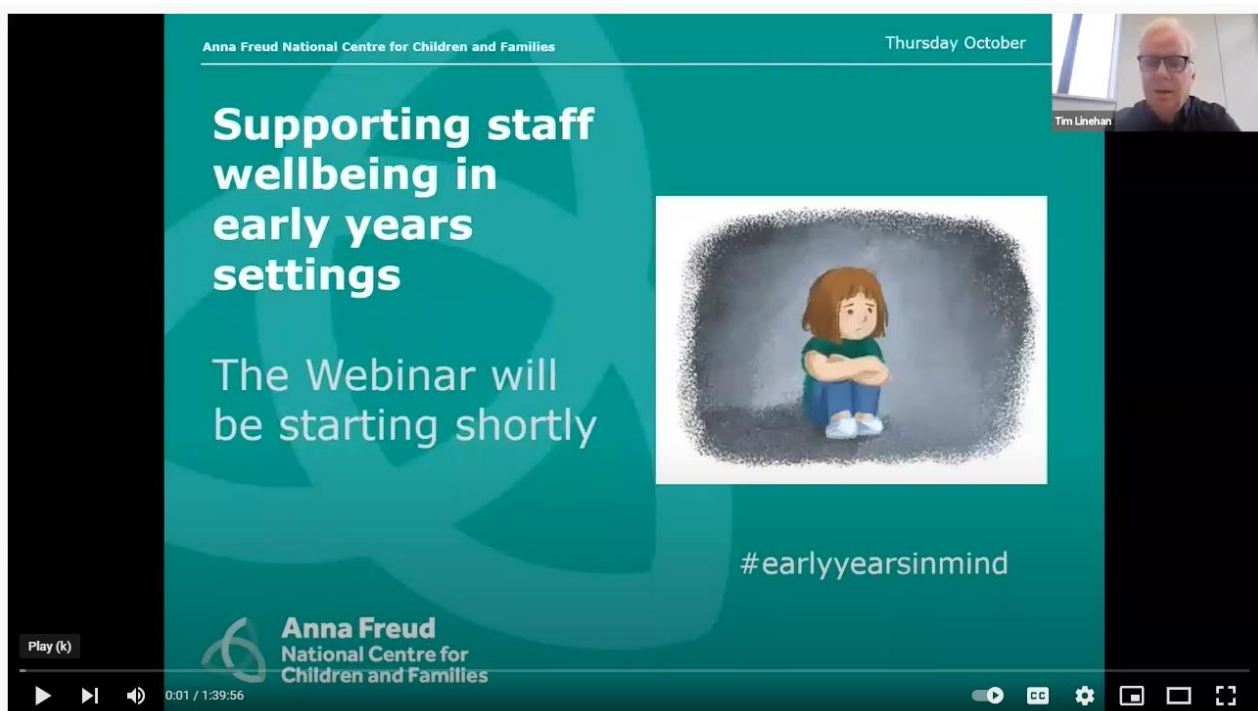 Anna Freud National Centre for Children and Families
Thursday October
Tim Linehan
Supporting staff
wellbeing in
early years
settings
The Webinar will
be starting shortly
#earlyyearsinmind
Anna Freud
National Centre for
Children and Families
Play (k)
0:01 / 1:39:56
CC